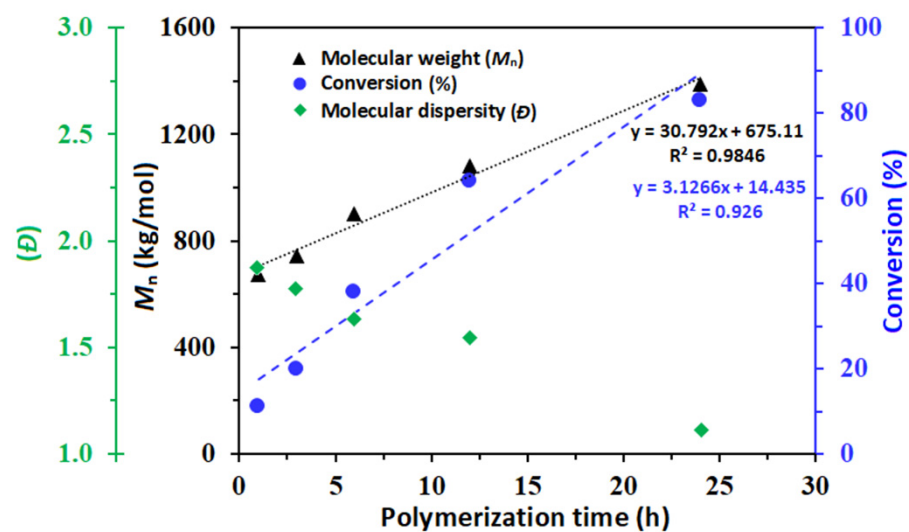 3.0
2.5
2.0
1.5
1.0
(Đ)
1600
1200
800
400
0
Mn (kg/mol)
Molecular weight (Mn)
Conversion (%)
Molecular dispersity (Đ)
y = 30.792x + 675.11
R² = 0.9846
y = 3.1266x + 14.435
R² = 0.926
100
80
60
40
20
0
Conversion (%)
0 5 10 15 20 25 30
Polymerization time (h)